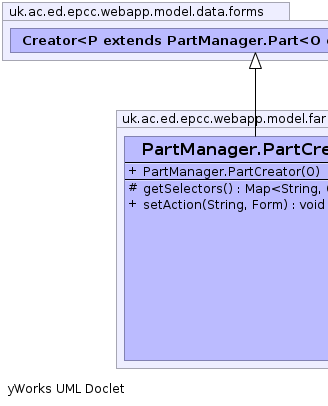 uk.ac.ed.epcc.webapp.model.data.forms
Creator<P extends PartManager.Part<O
uk.ac.ed.epcc.webapp.model.far
PartManager.PartCre
+ PartManager.PartCreator(O)
# getSelectors() : Map<String,
+ setAction(String, Form) : void
yWorks UML Doclet